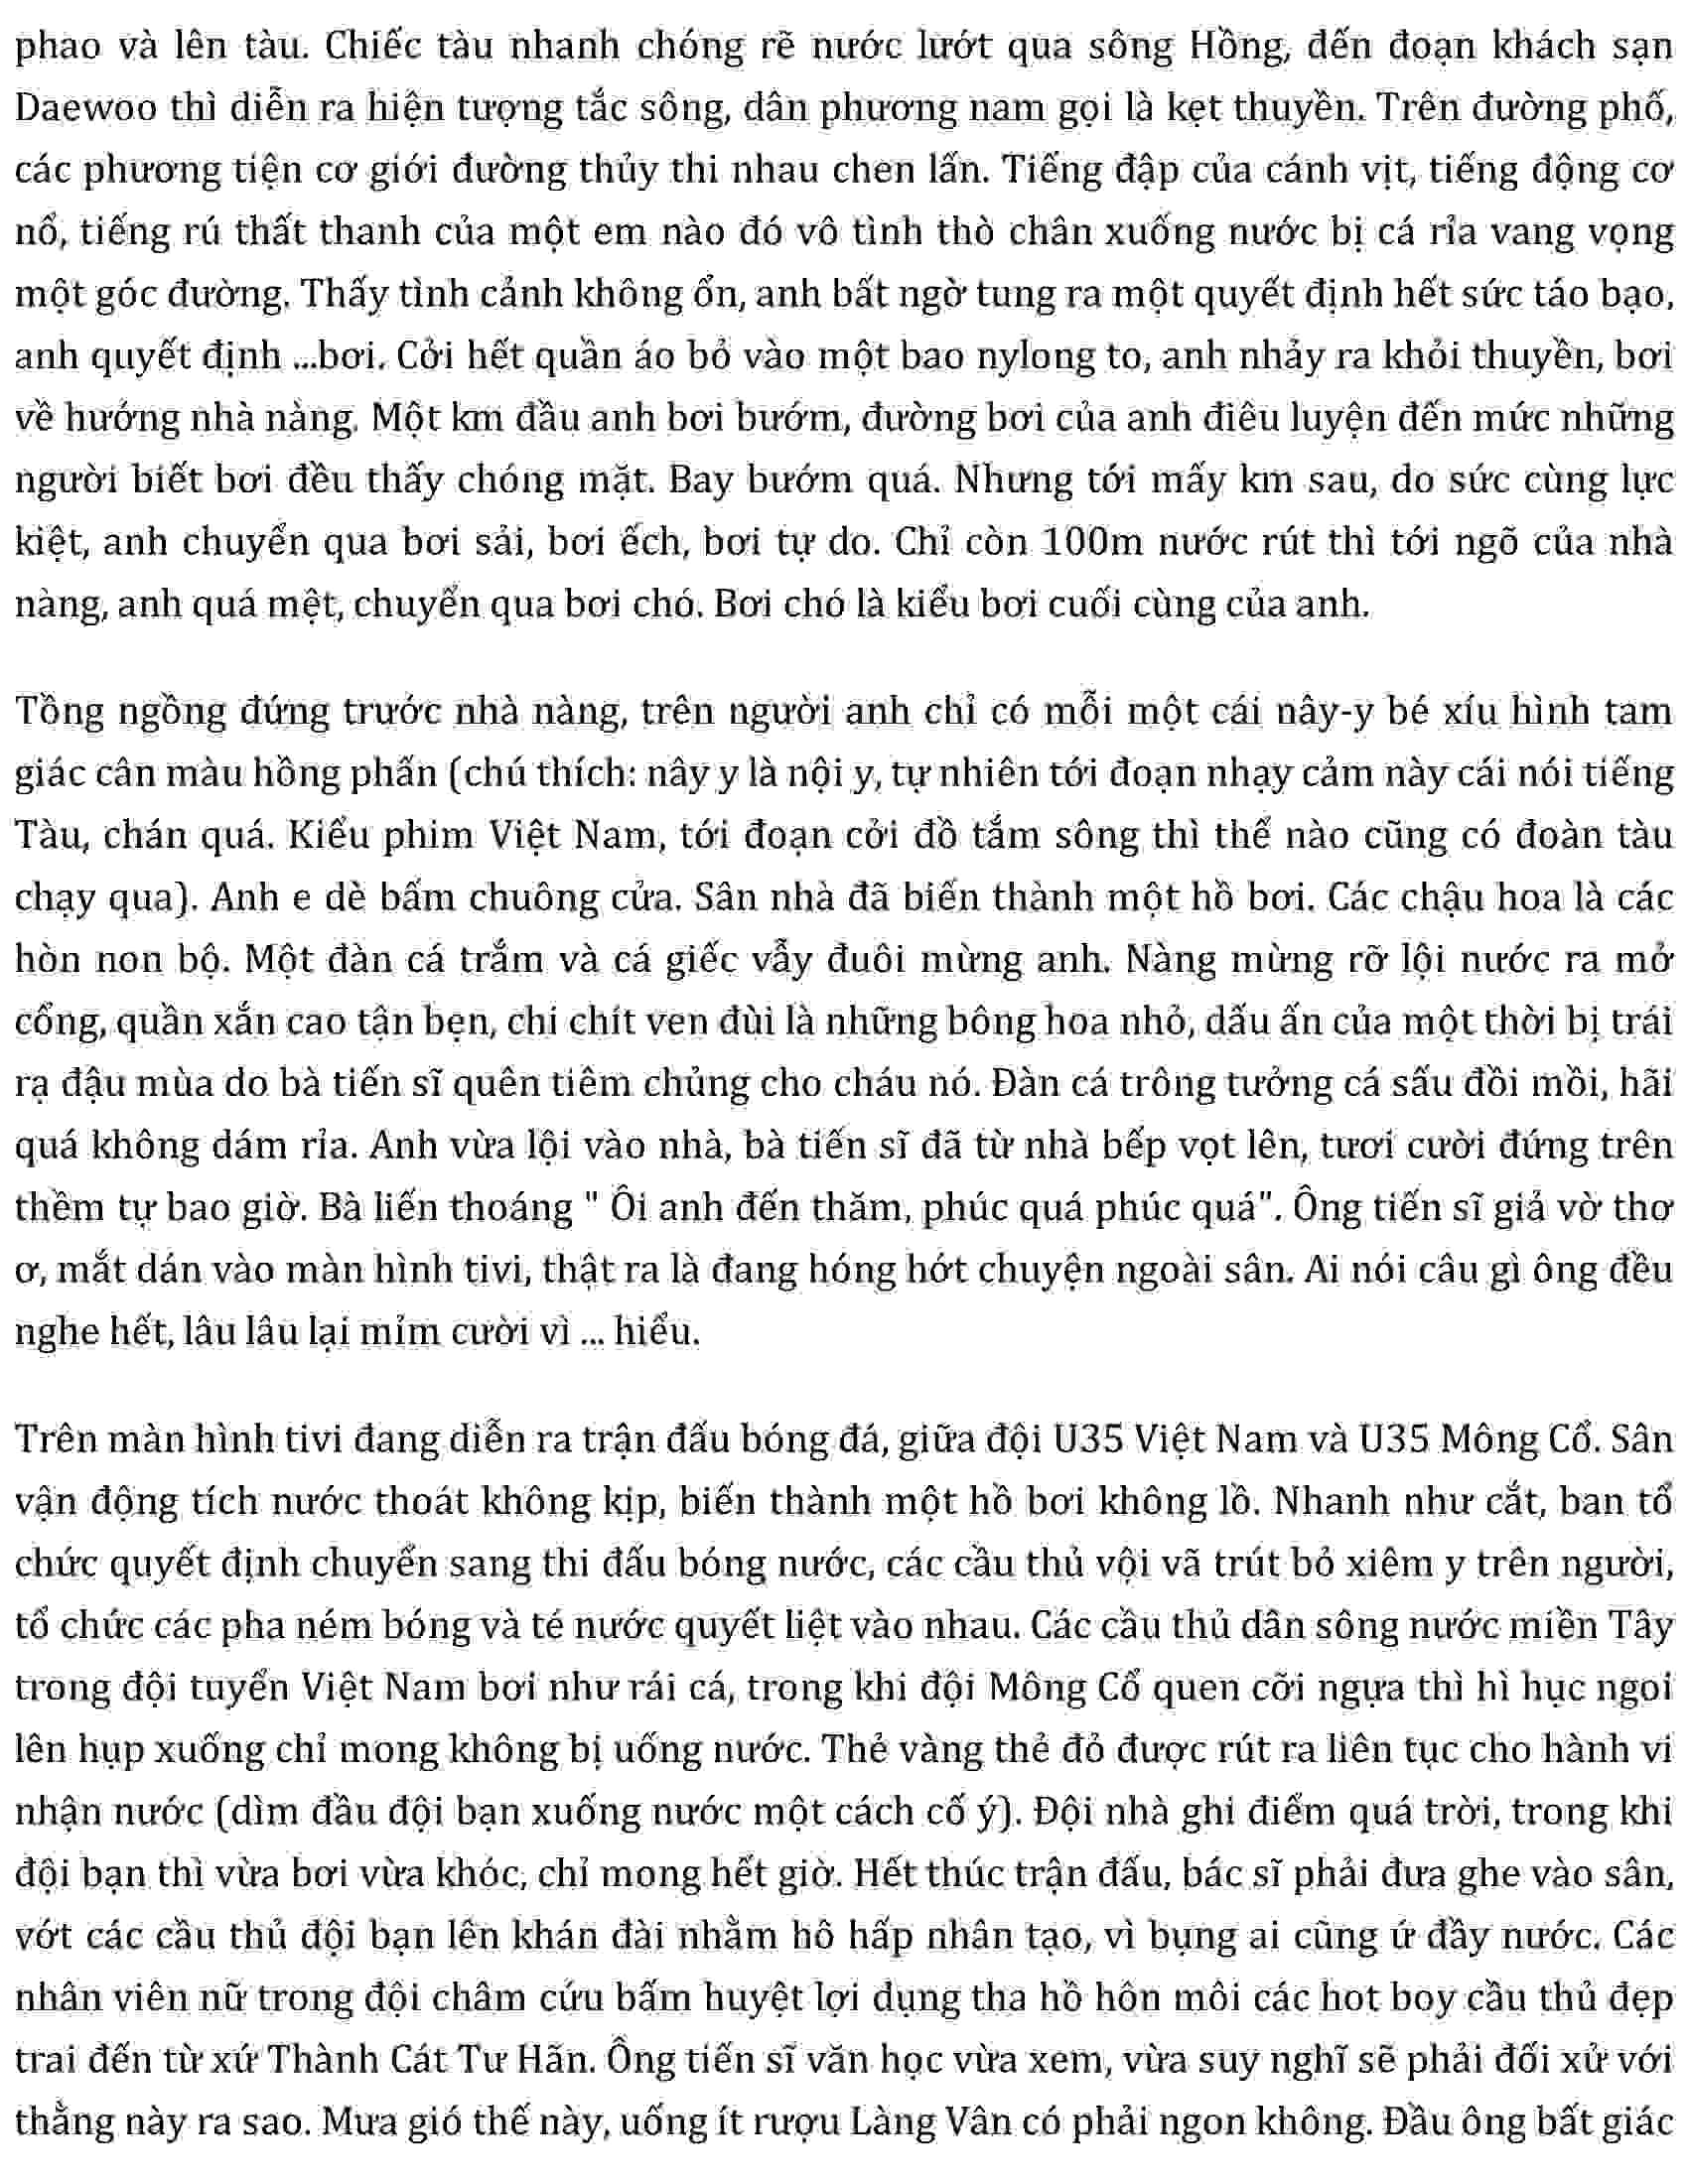 phao và lên tàu. Chiếc tàu nhanh chóng rẽ nước lướt qua sông Hồng, đến đoạn khách sạn
Daewoo thì diễn ra hiện tượng tắc sông, dân phương nam gọi là kẹt thuyền. Trên đường phố,
các phương tiện cơ giới đường thủy thi nhau chen lấn. Tiếng đập của cánh vịt, tiếng động cơ
nổ, tiếng rú thất thanh của một em nào đó vô tình thò chân xuống nước bị cá rỉa vang vọng
một góc đường. Thấy tình cảnh không ổn, anh bất ngờ tung ra một quyết định hết sức táo bạo,
anh quyết định ...bơi. Cởi hết quần áo bỏ vào một bao nylong to, anh nhảy ra khỏi thuyền, bơi
về hướng nhà nàng. Một km đầu anh bơi bướm, đường bơi của anh điêu luyện đến mức những
người biết bơi đều thấy chóng mặt. Bay bướm quá. Nhưng tới mấy km sau, do sức cùng lực
kiệt, anh chuyển qua bơi sải, bơi ếch, bơi tự do. Chỉ còn 100m nước rút thì tới ngõ của nhà
nàng, anh quá mệt, chuyển qua bơi chó. Bơi chó là kiểu bơi cuối cùng của anh.
Tồng ngồng đứng trước nhà nàng, trên người anh chỉ có mỗi một cái nây-y bé xíu hình tam
giác cân màu hồng phấn (chú thích: nây y là nội y, tự nhiên tới đoạn nhạy cảm này cái nói tiếng
Tàu, chán quá. Kiểu phim Việt Nam, tới đoạn cởi đồ tắm sông thì thế nào cũng có đoàn tàu
chạy qua). Anh e dè bấm chuông cửa. Sân nhà đã biến thành một hồ bơi. Các chậu hoa là các
hòn non bộ. Một đàn cá trắm và cá giếc vẫy đuôi mừng anh. Nàng mừng rỡ lội nước ra mở
cổng, quần xắn cao tận bẹn, chi chít ven đùi là những bông hoa nhỏ, dấu ấn của một thời bị trái
rạ đậu mùa do bà tiến sĩ quên tiêm chủng cho cháu nó. Đàn cá trông tưởng cá sấu đồi mồi, hãi
quá không dám rỉa. Anh vừa lội vào nhà, bà tiến sĩ đã từ nhà bếp vọt lên, tươi cười đứng trên
thềm tự bao giờ. Bà liến thoáng " Ôi anh đến thăm, phúc quá phúc quá". Ông tiến sĩ giả vờ thơ
ơ, mắt dán vào màn hình tivi, thật ra là đang hóng hớt chuyện ngoài sân. Ai nói câu gì ông đều
nghe hết, lâu lâu lại mỉm cười vì ... hiểu.
Trên màn hình tivi đang diễn ra trận đấu bóng đá, giữa đội U35 Việt Nam và U35 Mông Cổ. Sân
vận động tích nước thoát không kịp, biến thành một hồ bơi khổng lồ. Nhanh như cắt, ban tổ
chức quyết định chuyển sang thi đấu bóng nước, các cầu thủ vội vã trút bỏ xiêm y trên người,
tổ chức các pha ném bóng và té nước quyết liệt vào nhau. Các cầu thủ dân sông nước miền Tây
trong đội tuyển Việt Nam bơi như rái cá, trong khi đội Mông Cổ quen cỡi ngựa thì hì hục ngoi
lên hụp xuống chỉ mong không bị uống nước. Thẻ vàng thẻ đỏ được rút ra liên tục cho hành vi
nhận nước (dìm đầu đội bạn xuống nước một cách cố ý). Đội nhà ghi điểm quá trời, trong khi
đội bạn thì vừa bơi vừa khóc, chỉ mong hết giờ. Hết thúc trận đấu, bác sĩ phải đưa ghe vào sân,
vớt các cầu thủ đội bạn lên khán đài nhằm hô hấp nhân tạo, vì bụng ai cũng ứ đầy nước. Các
nhân viên nữ trong đội châm cứu bấm huyệt lợi dụng tha hồ hôn môi các hot boy cầu thủ đẹp
trai đến từ xứ Thành Cát Tư Hãn. Ông tiến sĩ văn học vừa xem, vừa suy nghĩ sẽ phải đối xử với
thằng này ra sao. Mưa gió thế này, uống ít rượu Làng Vân có phải ngon không. Đầu ông bất giác